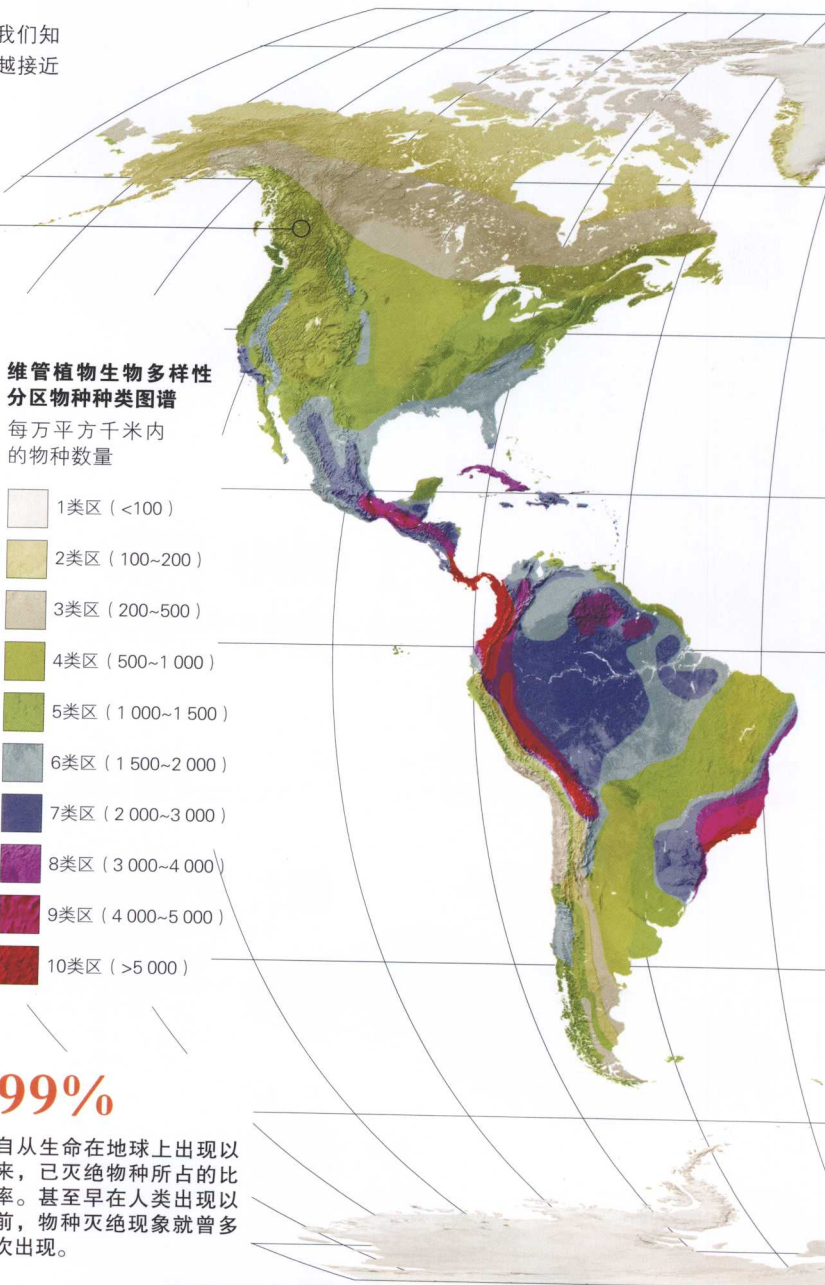 我们知
越接近
维管植物生物多样性
分区物种种类图谱
每万平方千米内
的物种数量
1类区（<100）
2类区（100~200）
3类区（200~500）
4类区（500~1 000）
5类区（1 000~1 500）
6类区（1 500~2 000）
7类区（2 000~3 000）
8类区（3 000~4 000）
9类区（4 000~5 000）
10类区（>5 000）
99%
自从生命在地球上出现以
来，已灭绝物种所占的比
率。甚至早在人类出现以
前，物种灭绝现象就曾多
次出现。